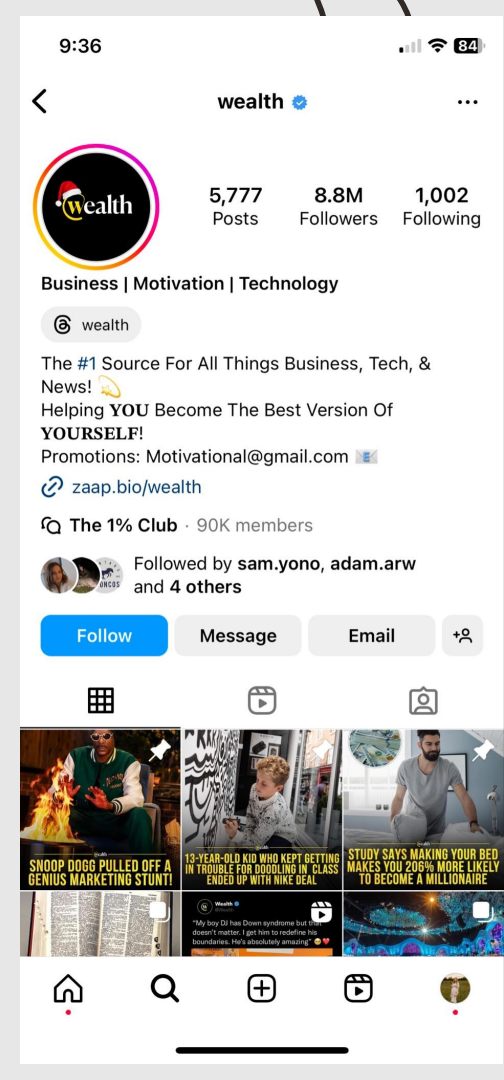 9:36
84
wealth
wealth
5,777
8.8M
1,002
Posts
Followers
Following
Business | Motivation | Technology
wealth
The #1 Source For All Things Business, Tech, &
News! 💫
Helping YOU Become The Best Version Of
YOURSELF!
Promotions: Motivational@gmail.com 📧
zaap.bio/wealth
The 1% Club · 90K members
Followed by sam.yono, adam.arw
and 4 others
ONCOS
Follow
Message
Email
SNOOP DOGG PULLED OFF A
GENIUS MARKETING STUNT!
13-YEAR-OLD KID WHO KEPT GETTING
IN TROUBLE FOR DOODLING IN CLASS
ENDED UP WITH NIKE DEAL
STUDY SAYS MAKING YOUR BED
MAKES YOU 206% MORE LIKELY
TO BECOME A MILLIONAIRE
Wealth
@Wealth
"My boy DJ has Down syndrome but that
doesn't matter. I get him to redefine his
boundaries. He's absolutely amazing" 🥹❤️